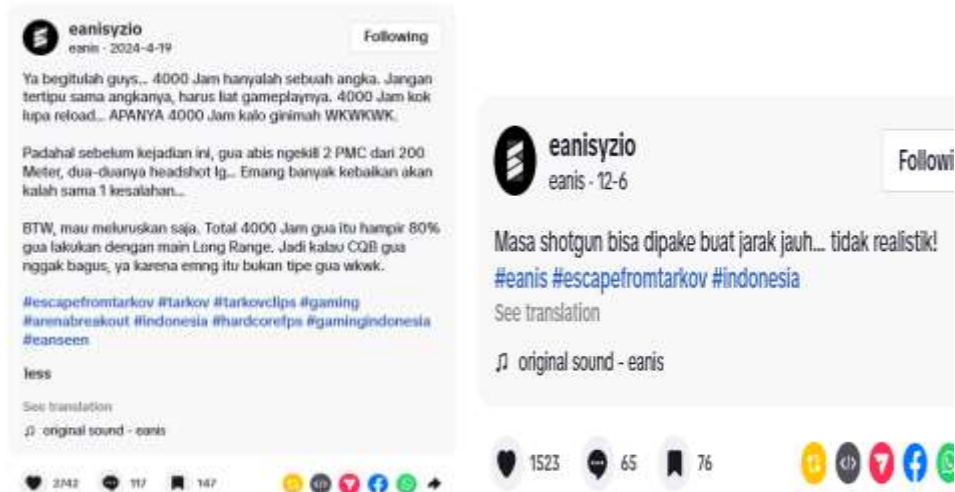 eanisyzio
eanis · 2024-4-19
Following
Ya begitulah guys... 4000 Jam hanyalah sebuah angka. Jangan
tertipu sama angkanya, harus liat gameplaynya. 4000 Jam kok
lupa reload... APANYA 4000 Jam kalo ginimah WKWKWK.
Padahal sebelum kejadian ini, gua abis ngekill 2 PMC dari 200
Meter, dua-duanya headshot lg... Emang banyak kebaikan akan
kalah sama 1 kesalahan...
BTW, mau meluruskan saja. Total 4000 Jam gua itu hampir 80%
gua lakukan dengan main Long Range. Jadi kalau CQB gua
nggak bagus, ya karena emng itu bukan tipe gua wkwk.
#escapefromtarkov #tarkov #tarkovclips #gaming
#arenabreakout #indonesia #hardcorefps #gamingindonesia
#eanseen
less
See translation
original sound - eanis
2742 117 147
eanisyzio
eanis · 12-6
Followi
Masa shotgun bisa dipake buat jarak jauh... tidak realistik!
#eanis #escapefromtarkov #indonesia
See translation
original sound - eanis
1523 65 76